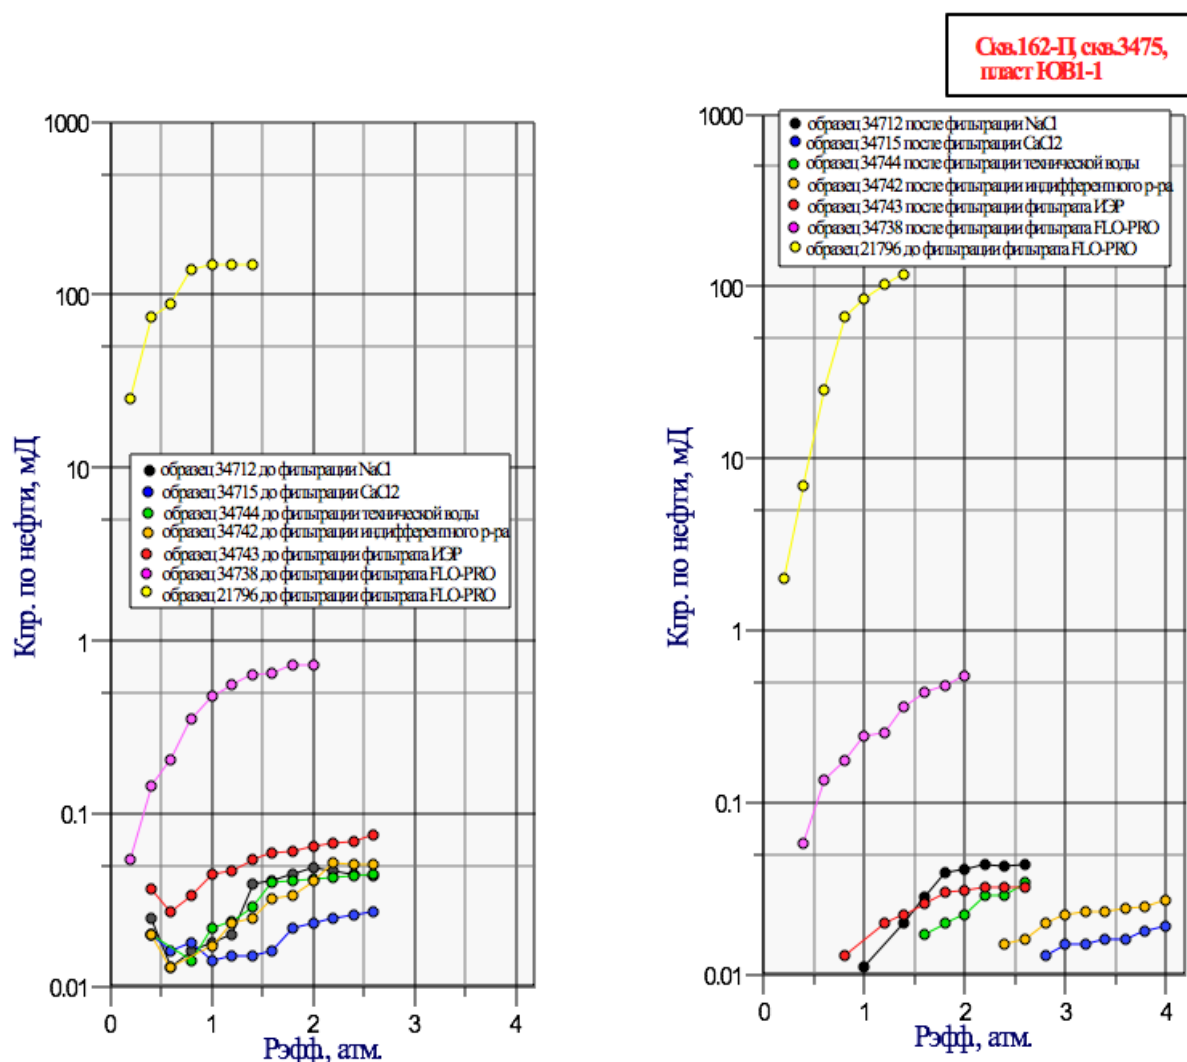 Скв.162-П, скв.3475,
пласт ЮВ1-1
1000
100
10
1
0.1
0.01
Кпр. по нефти, мД
образец 34712 до фильтрации NaCl
образец 34715 до фильтрации CaCl2
образец 34744 до фильтрации технической воды
образец 34742 до фильтрации индифферентного р-ра
образец 34743 до фильтрации фильтрата ИЭР
образец 34738 до фильтрации фильтрата FLO-PRO
образец 21796 до фильтрации фильтрата FLO-PRO
0 1 2 3 4
Рэфф., атм.
1000
100
10
1
0.1
0.01
Кпр. по нефти, мД
образец 34712 после фильтрации NaCl
образец 34715 после фильтрации CaCl2
образец 34744 после фильтрации технической воды
образец 34742 после фильтрации индифферентного р-ра
образец 34743 после фильтрации фильтрата ИЭР
образец 34738 после фильтрации фильтрата FLO-PRO
образец 21796 до фильтрации фильтрата FLO-PRO
0 1 2 3 4
Рэфф., атм.